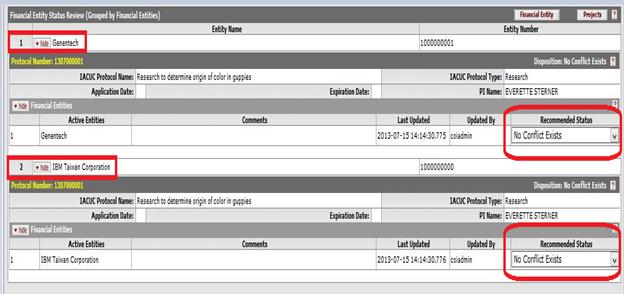 Financial Entity Status Review (Grouped by Financial Entities) Financial Entity Projects ?
Entity Name Entity Number
1 hide Genentech 1000000001
Protocol Number: 1307000001 Disposition: No Conflict Exists ?
IACUC Protocol Name: Research to determine origin of color in guppies IACUC Protocol Type: Research
Application Date: Expiration Date: PI Name: EVERETTE STERNER
hide Financial Entities ?
Active Entities Comments Last Updated Updated By Recommended Status
1 Genentech 2013-07-15 14:14:30.775 coiadmin No Conflict Exists
2 hide IBM Taiwan Corporation 1000000000
Protocol Number: 1307000001 Disposition: No Conflict Exists ?
IACUC Protocol Name: Research to determine origin of color in guppies IACUC Protocol Type: Research
Application Date: Expiration Date: PI Name: EVERETTE STERNER
hide Financial Entities ?
Active Entities Comments Last Updated Updated By Recommended Status
1 IBM Taiwan Corporation 2013-07-15 14:14:30.776 coiadmin No Conflict Exists